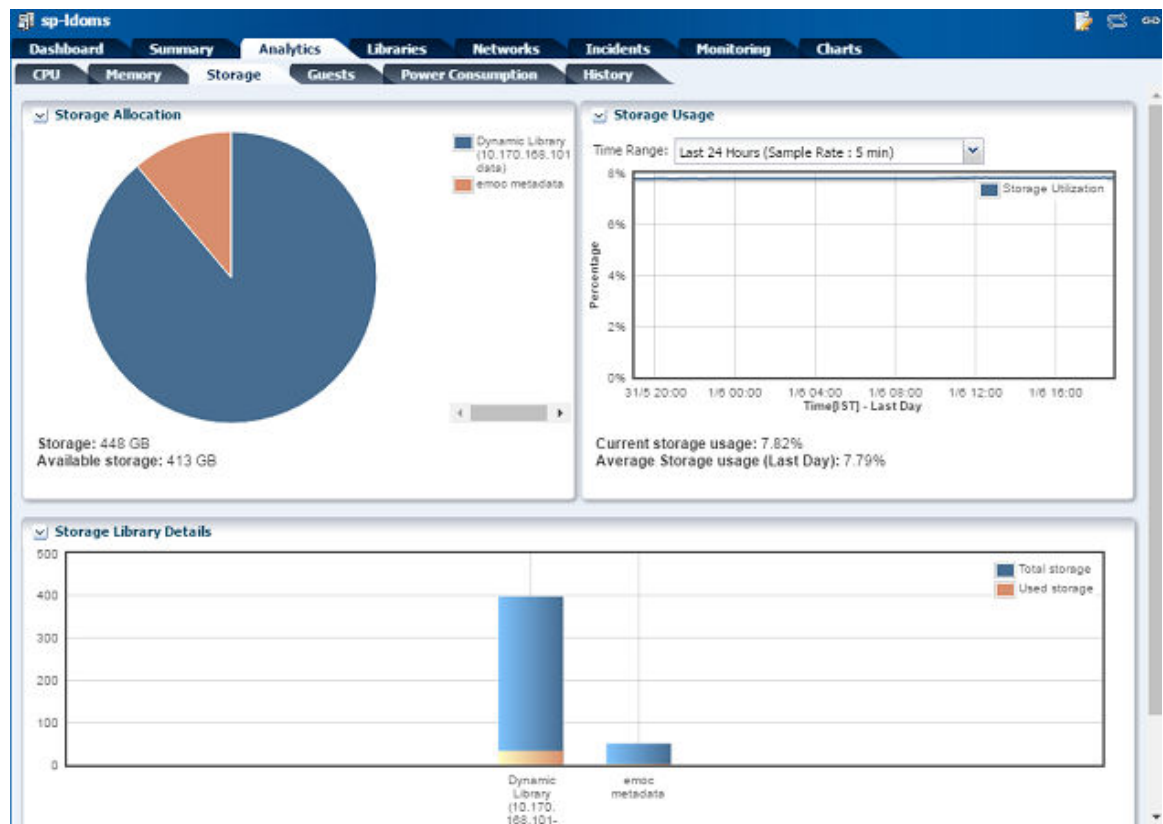 sp-ldoms
Dashboard Summary Analytics Libraries Networks Incidents Monitoring Charts
CPU Memory Storage Guests Power Consumption History
Storage Allocation
Dynamic Library
(10.170.168.101
data)
emoc metadata
Storage: 448 GB
Available storage: 413 GB
Storage Usage
Time Range: Last 24 Hours (Sample Rate : 5 min)
8%
Storage Utilization
6%
4%
2%
0%
Percentage
31/5 20:00 1/6 00:00 1/6 04:00 1/6 08:00 1/6 12:00 1/6 16:00
Time[IST] - Last Day
Current storage usage: 7.82%
Average Storage usage (Last Day): 7.79%
Storage Library Details
500
Total storage
Used storage
400
300
200
100
0
Dynamic
Library
(10.170.
168.101-
emoc
metadata